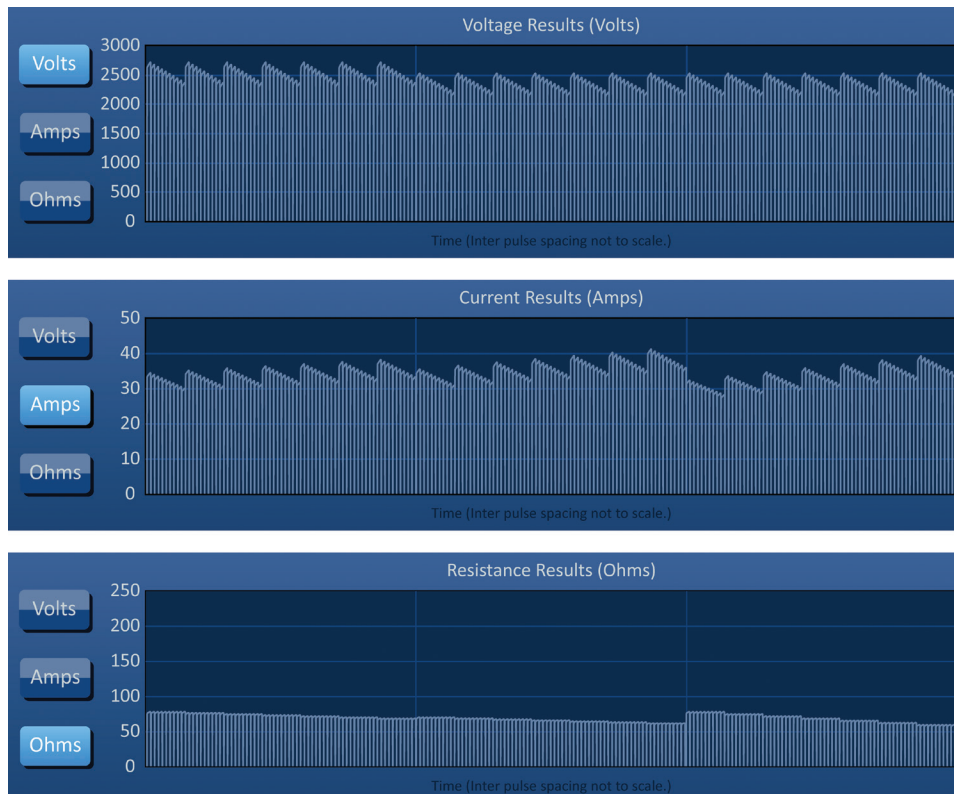 Voltage Results (Volts)
Volts
Amps
Ohms
3000
2500
2000
1500
1000
500
0
Time (Inter pulse spacing not to scale.)
Current Results (Amps)
Volts
Amps
Ohms
50
40
30
20
10
0
Time (Inter pulse spacing not to scale.)
Resistance Results (Ohms)
Volts
Amps
Ohms
250
200
150
100
50
0
Time (Inter pulse spacing not to scale.)